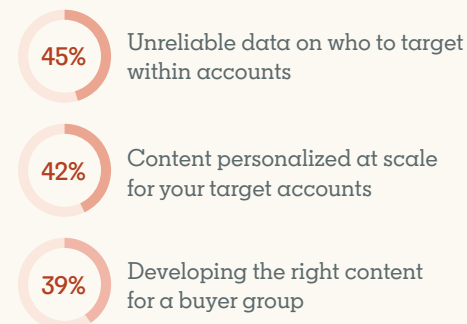 45%
Unreliable data on who to target
within accounts
42%
Content personalized at scale
for your target accounts
39%
Developing the right content
for a buyer group